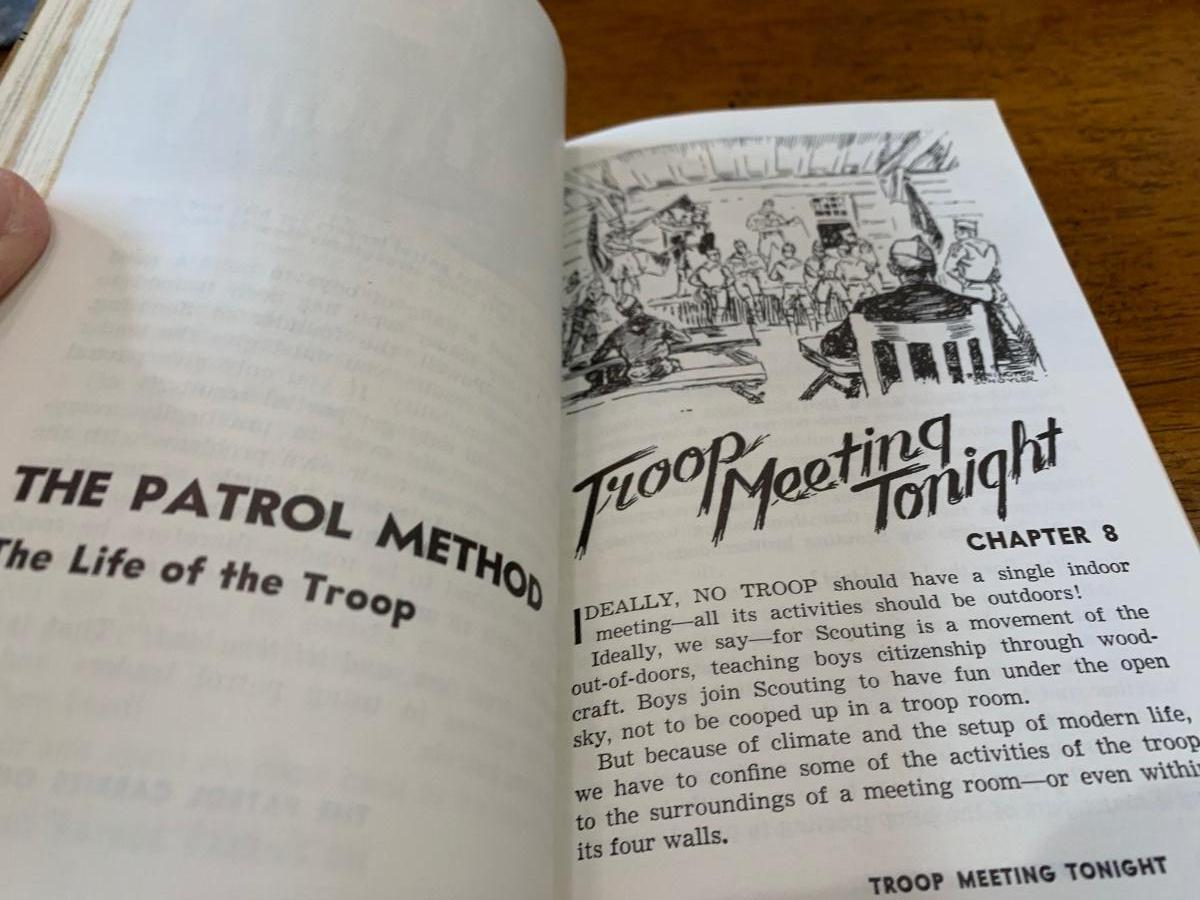 THE PATROL METHOD
The Life of the Troop
Troop
Meeting
Tonight
CHAPTER 8
IDEALLY, NO TROOP should have a single indoor
meeting—all its activities should be outdoors!
Ideally, we say—for Scouting is a movement of the
out-of-doors, teaching boys citizenship through wood-
craft. Boys join Scouting to have fun under the open
sky, not to be cooped up in a troop room.
But because of climate and the setup of modern life,
we have to confine some of the activities of the troop
to the surroundings of a meeting room—or even within
its four walls.
TROOP MEETING TONIGHT